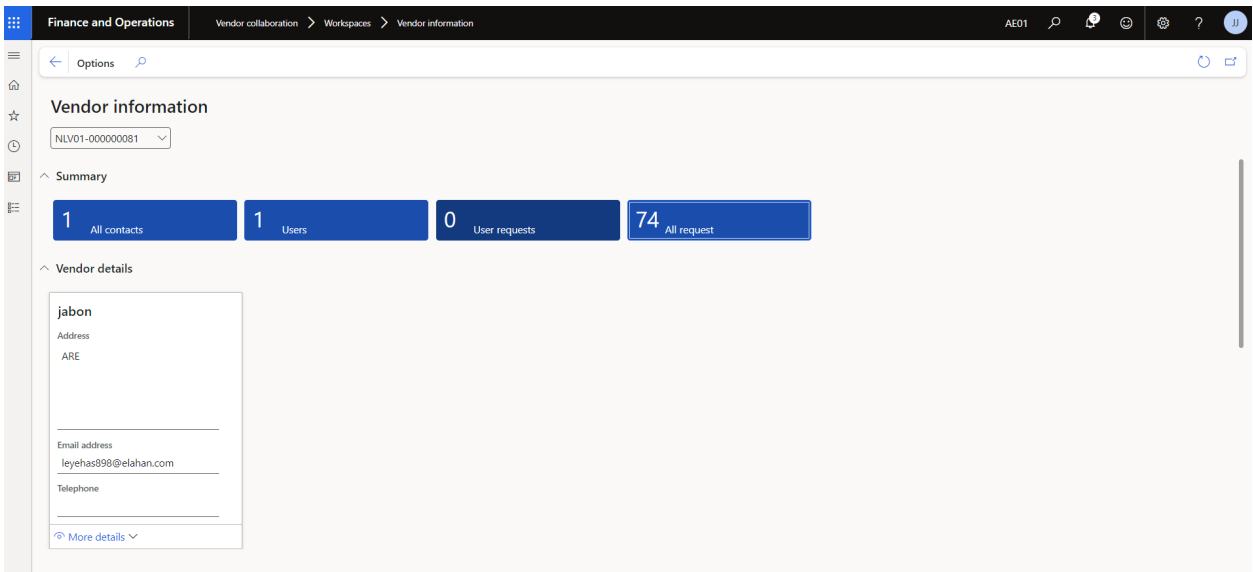 Finance and Operations
Vendor collaboration > Workspaces > Vendor information
AE01
3
?
JJ
Options
Vendor information
NLV01-000000081
Summary
1 All contacts
1 Users
0 User requests
74 All request
Vendor details
jabon
Address
ARE
Email address
leyehas898@elahan.com
Telephone
More details